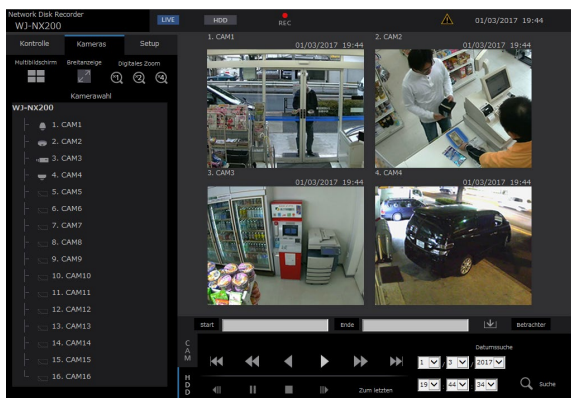 Network Disk Recorder
WJ-NX200
LIVE
HDD
REC
01/03/2017 19:44
Kontrolle
Kameras
Setup
Multibildschirm
Breitanzeige
Digitales Zoom
x1
x2
x4
Kamerawahl
WJ-NX200
1. CAM1
2. CAM2
3. CAM3
4. CAM4
5. CAM5
6. CAM6
7. CAM7
8. CAM8
9. CAM9
10. CAM10
11. CAM11
12. CAM12
13. CAM13
14. CAM14
15. CAM15
16. CAM16
1. CAM1
01/03/2017 19:44
2. CAM2
01/03/2017 19:44
3. CAM3
01/03/2017 19:44
4. CAM4
01/03/2017 19:44
Start
Ende
Betrachter
CAM
HDD
Datumssuche
1 / 3 / 2017
19 44 34
Suche
Zum letzten